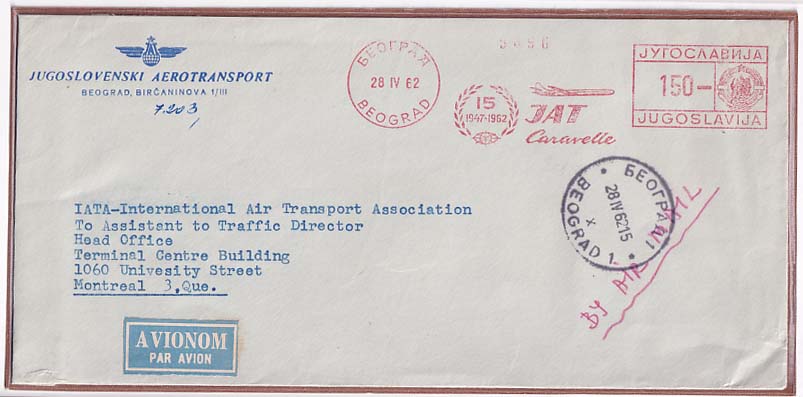 JUGOSLOVENSKI AEROTRANSPORT
BEOGRAD, BIRČANINOVA 1/III
7203
БЕОГРАД
28 IV 62
BEOGRAD
15
1947-1962
JAT
Caravelle
ЈУГОСЛАВИЈА
150-
JUGOSLAVIJA
БЕОГРАД 1
28 IV 62 15
X
BEOGRAD 1.
BY AIR MAIL
IATA-International Air Transport Association
To Assistant to Traffic Director
Head Office
Terminal Centre Building
1060 Univesity Street
Montreal 3,Que.
AVIONOM
PAR AVION